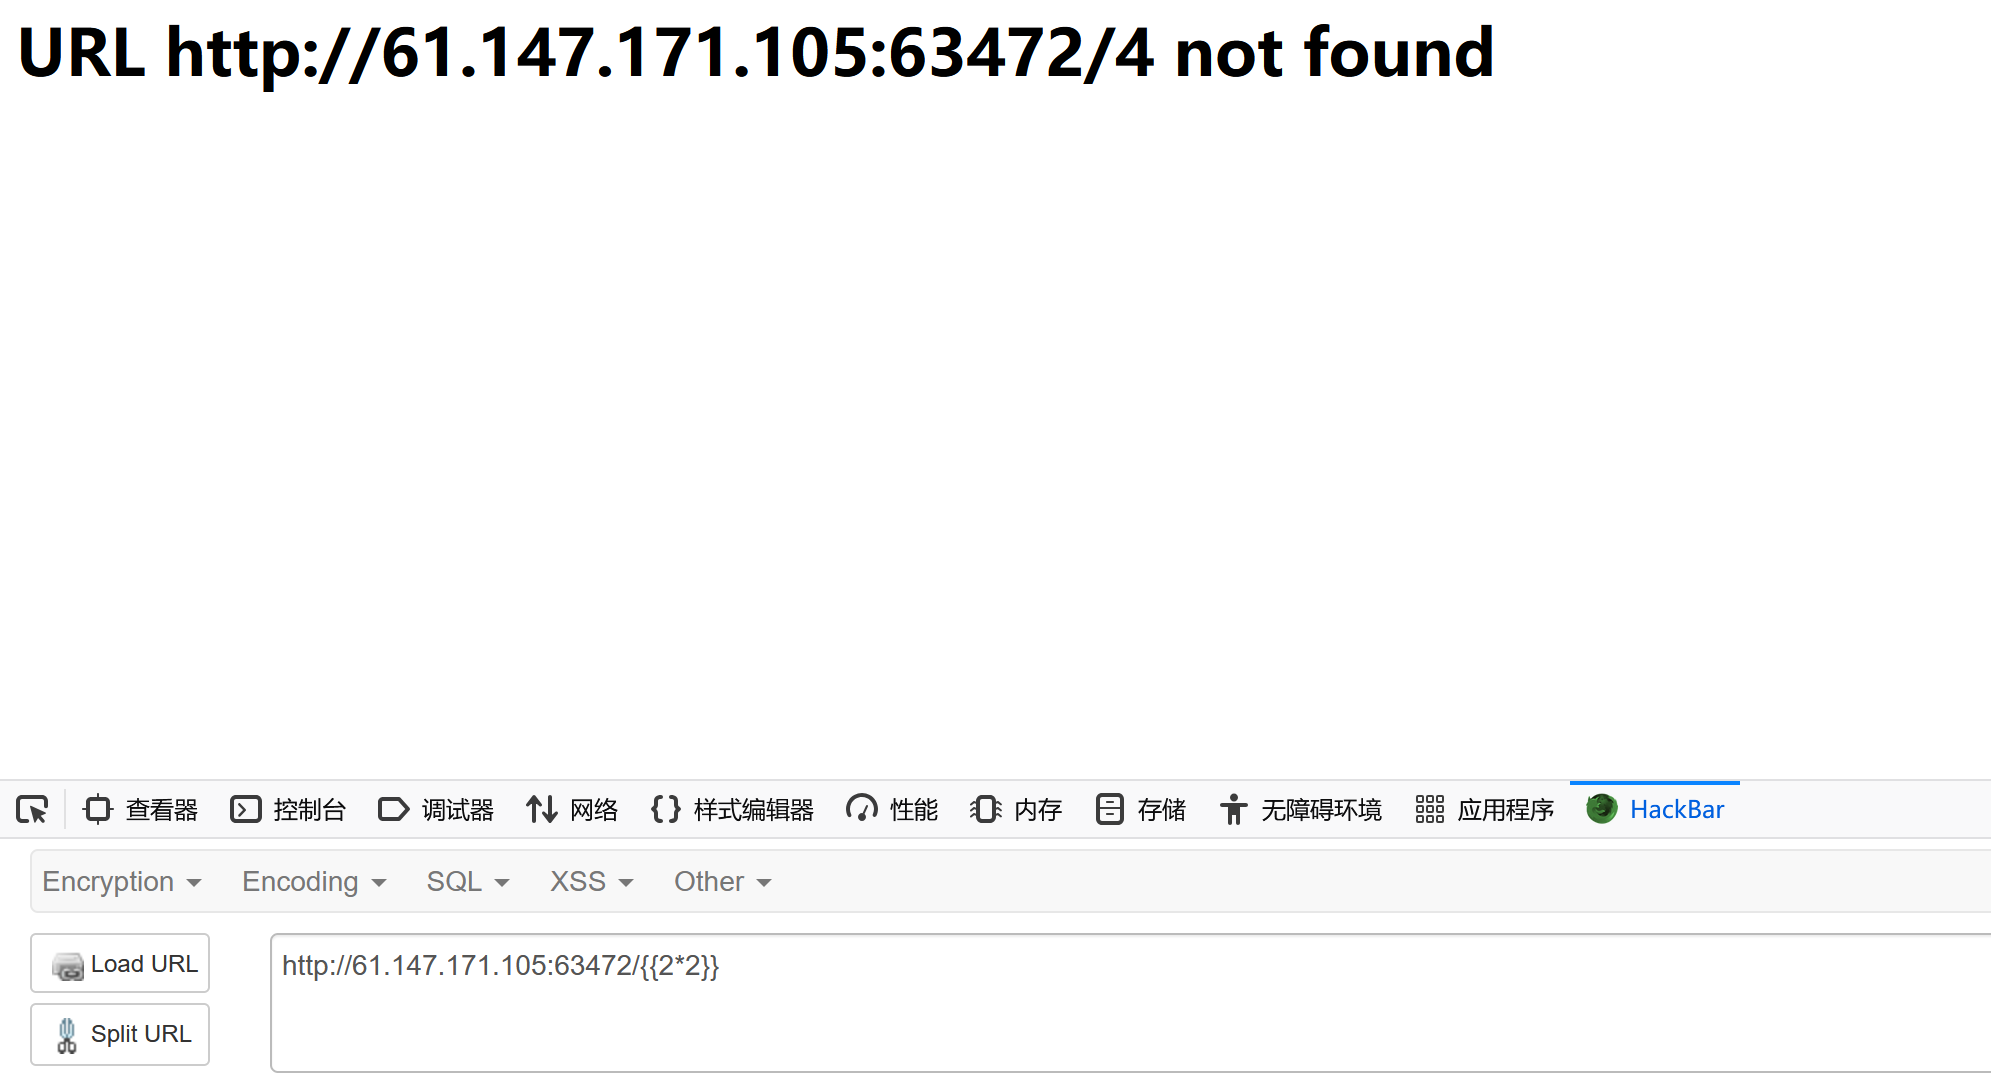 URL http://61.147.171.105:63472/4 not found
查看器 控制台 调试器 网络 样式编辑器 性能 内存 存储 无障碍环境 应用程序 HackBar
Encryption Encoding SQL XSS Other
Load URL
http://61.147.171.105:63472/{{2*2}}
Split URL